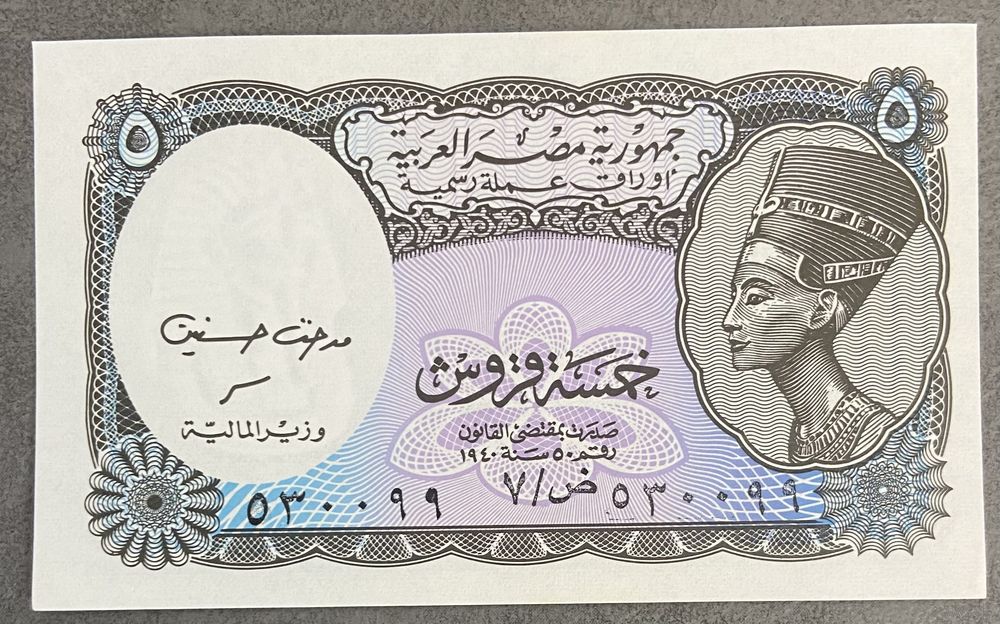 ٥
٥
جمهورية مصر العربية
أوراق عملة رسمية
خمسة قروش
صدرت بمقتضى القانون
رقم ٥٠ سنة ١٩٤٠
مدحت حسنين
وزير المالية
٥٣٠٠٩٩
ض/٧
٥٣٠٠٩٩